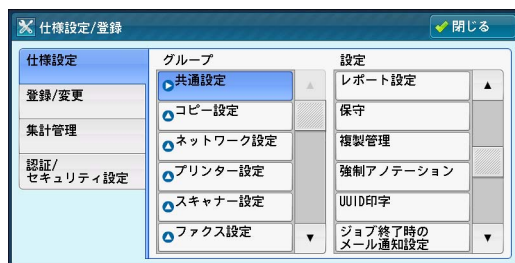 仕様設定/登録
閉じる
仕様設定
登録/変更
集計管理
認証/
セキュリティ設定
グループ
共通設定
コピー設定
ネットワーク設定
プリンター設定
スキャナー設定
ファクス設定
設定
レポート設定
保守
複製管理
強制アノテーション
UUID印字
ジョブ終了時の
メール通知設定